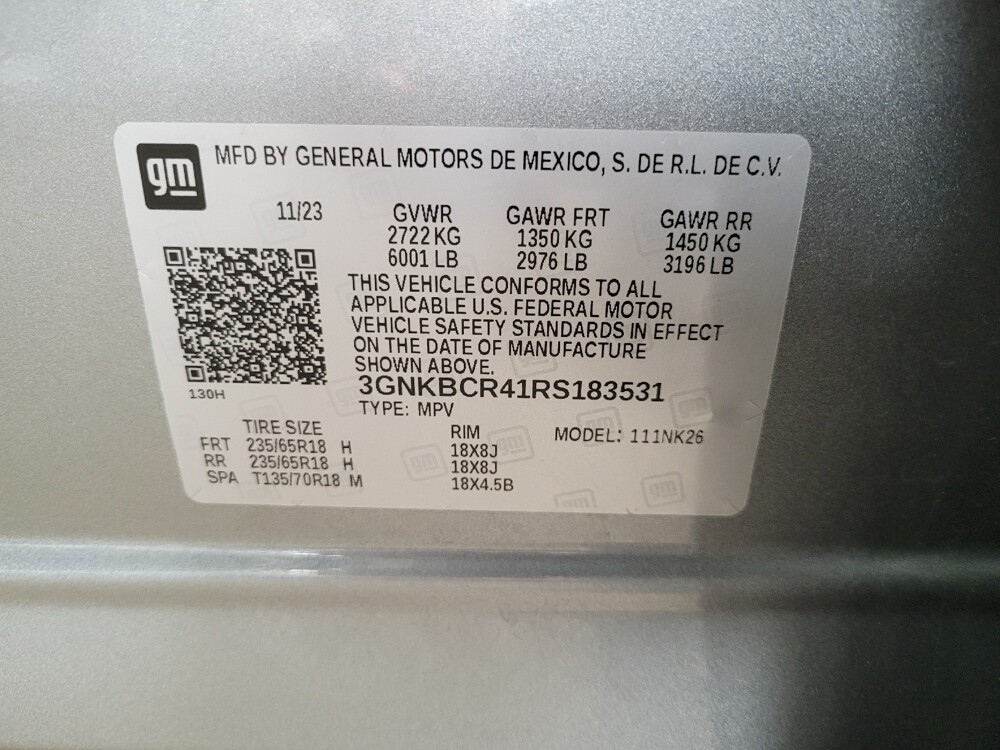 gm MFD BY GENERAL MOTORS DE MEXICO, S. DE R.L. DE C.V.
11/23 GVWR GAWR FRT GAWR RR
2722 KG 1350 KG 1450 KG
6001 LB 2976 LB 3196 LB
THIS VEHICLE CONFORMS TO ALL
APPLICABLE U.S. FEDERAL MOTOR
VEHICLE SAFETY STANDARDS IN EFFECT
ON THE DATE OF MANUFACTURE
SHOWN ABOVE.
3GNKBCR41RS183531
130H
TYPE: MPV
TIRE SIZE RIM MODEL: 111NK26
FRT 235/65R18 H 18X8J
RR 235/65R18 H 18X8J
SPA T135/70R18 M 18X4.5B